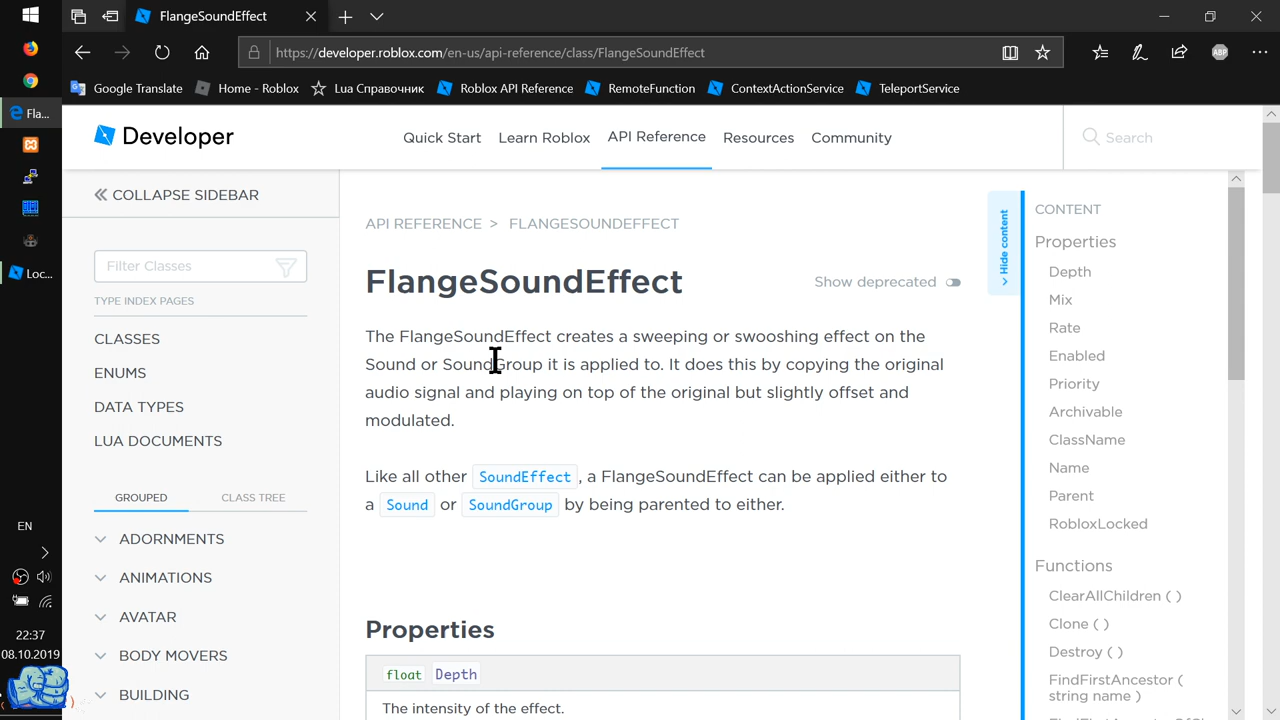 FlangeSoundEffect
https://developer.roblox.com/en-us/api-reference/class/FlangeSoundEffect
ABP
Google Translate
Home - Roblox
Lua Справочник
RemoteFunction
ContextActionService
TeleportService
Fla...
Loc...
EN
22:37
08.10.2019
Developer
Quick Start
Learn Roblox
API Reference
Resources
Community
Search
COLLAPSE SIDEBAR
Filter Classes
TYPE INDEX PAGES
CLASSES
ENUMS
DATA TYPES
LUA DOCUMENTS
GROUPED
CLASS TREE
ADORNMENTS
ANIMATIONS
AVATAR
BODY MOVERS
BUILDING
API REFERENCE > FLANGESOUNDEFFECT
FlangeSoundEffect
Show deprecated
The FlangeSoundEffect creates a sweeping or swooshing effect on the
Sound or SoundGroup it is applied to. It does this by copying the original
audio signal and playing on top of the original but slightly offset and
modulated.
Like all other SoundEffect, a FlangeSoundEffect can be applied either to
a Sound or SoundGroup by being parented to either.
Properties
float Depth
The intensity of the effect.
Hide content
CONTENT
Properties
Depth
Mix
Rate
Enabled
Priority
Archivable
ClassName
Name
Parent
RobloxLocked
Functions
ClearAllChildren ( )
Clone ( )
Destroy ( )
FindFirstAncestor (
string name )